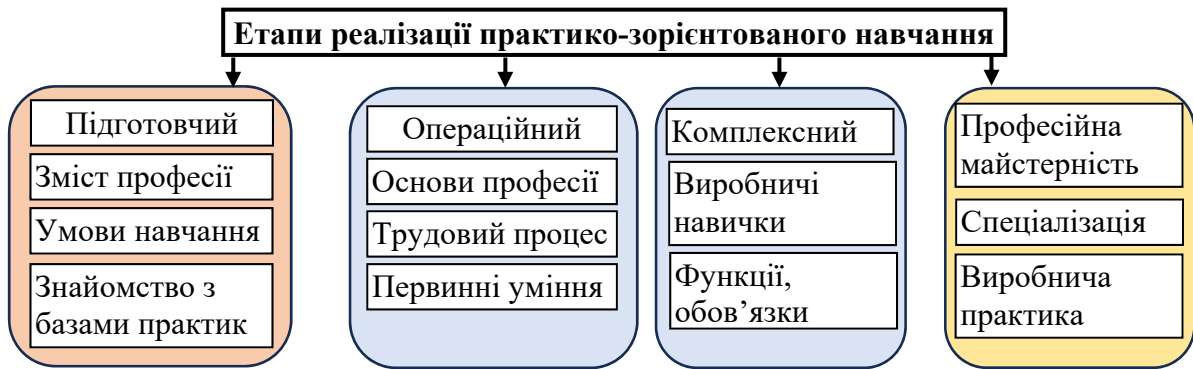 Етапи реалізації практико-зорієнтованого навчання
Підготовчий
Зміст професії
Умови навчання
Знайомство з
базами практик
Операційний
Основи професії
Трудовий процес
Первинні уміння
Комплексний
Виробничі
навички
Функції,
обов’язки
Професійна
майстерність
Спеціалізація
Виробнича
практика